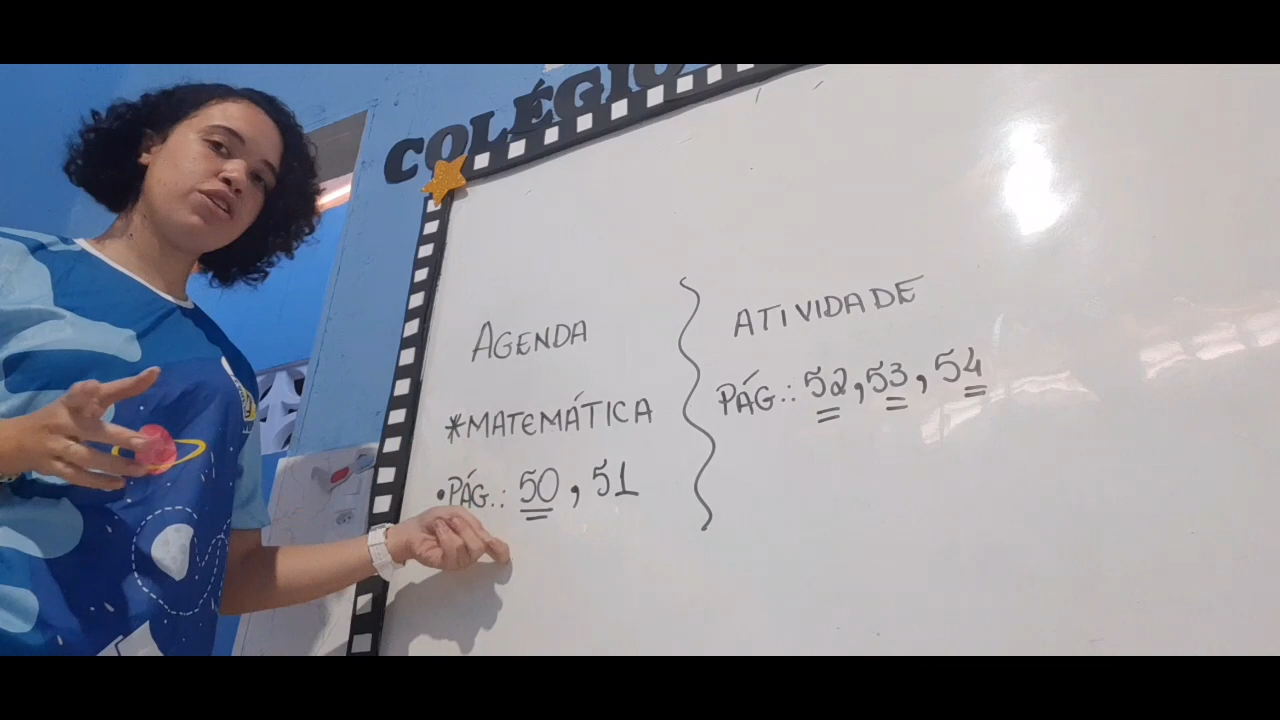 COLÉGIO
AGENDA
*MATEMÁTICA
•PÁG.: 50, 51
ATIVIDADE
PÁG.: 52, 53, 54